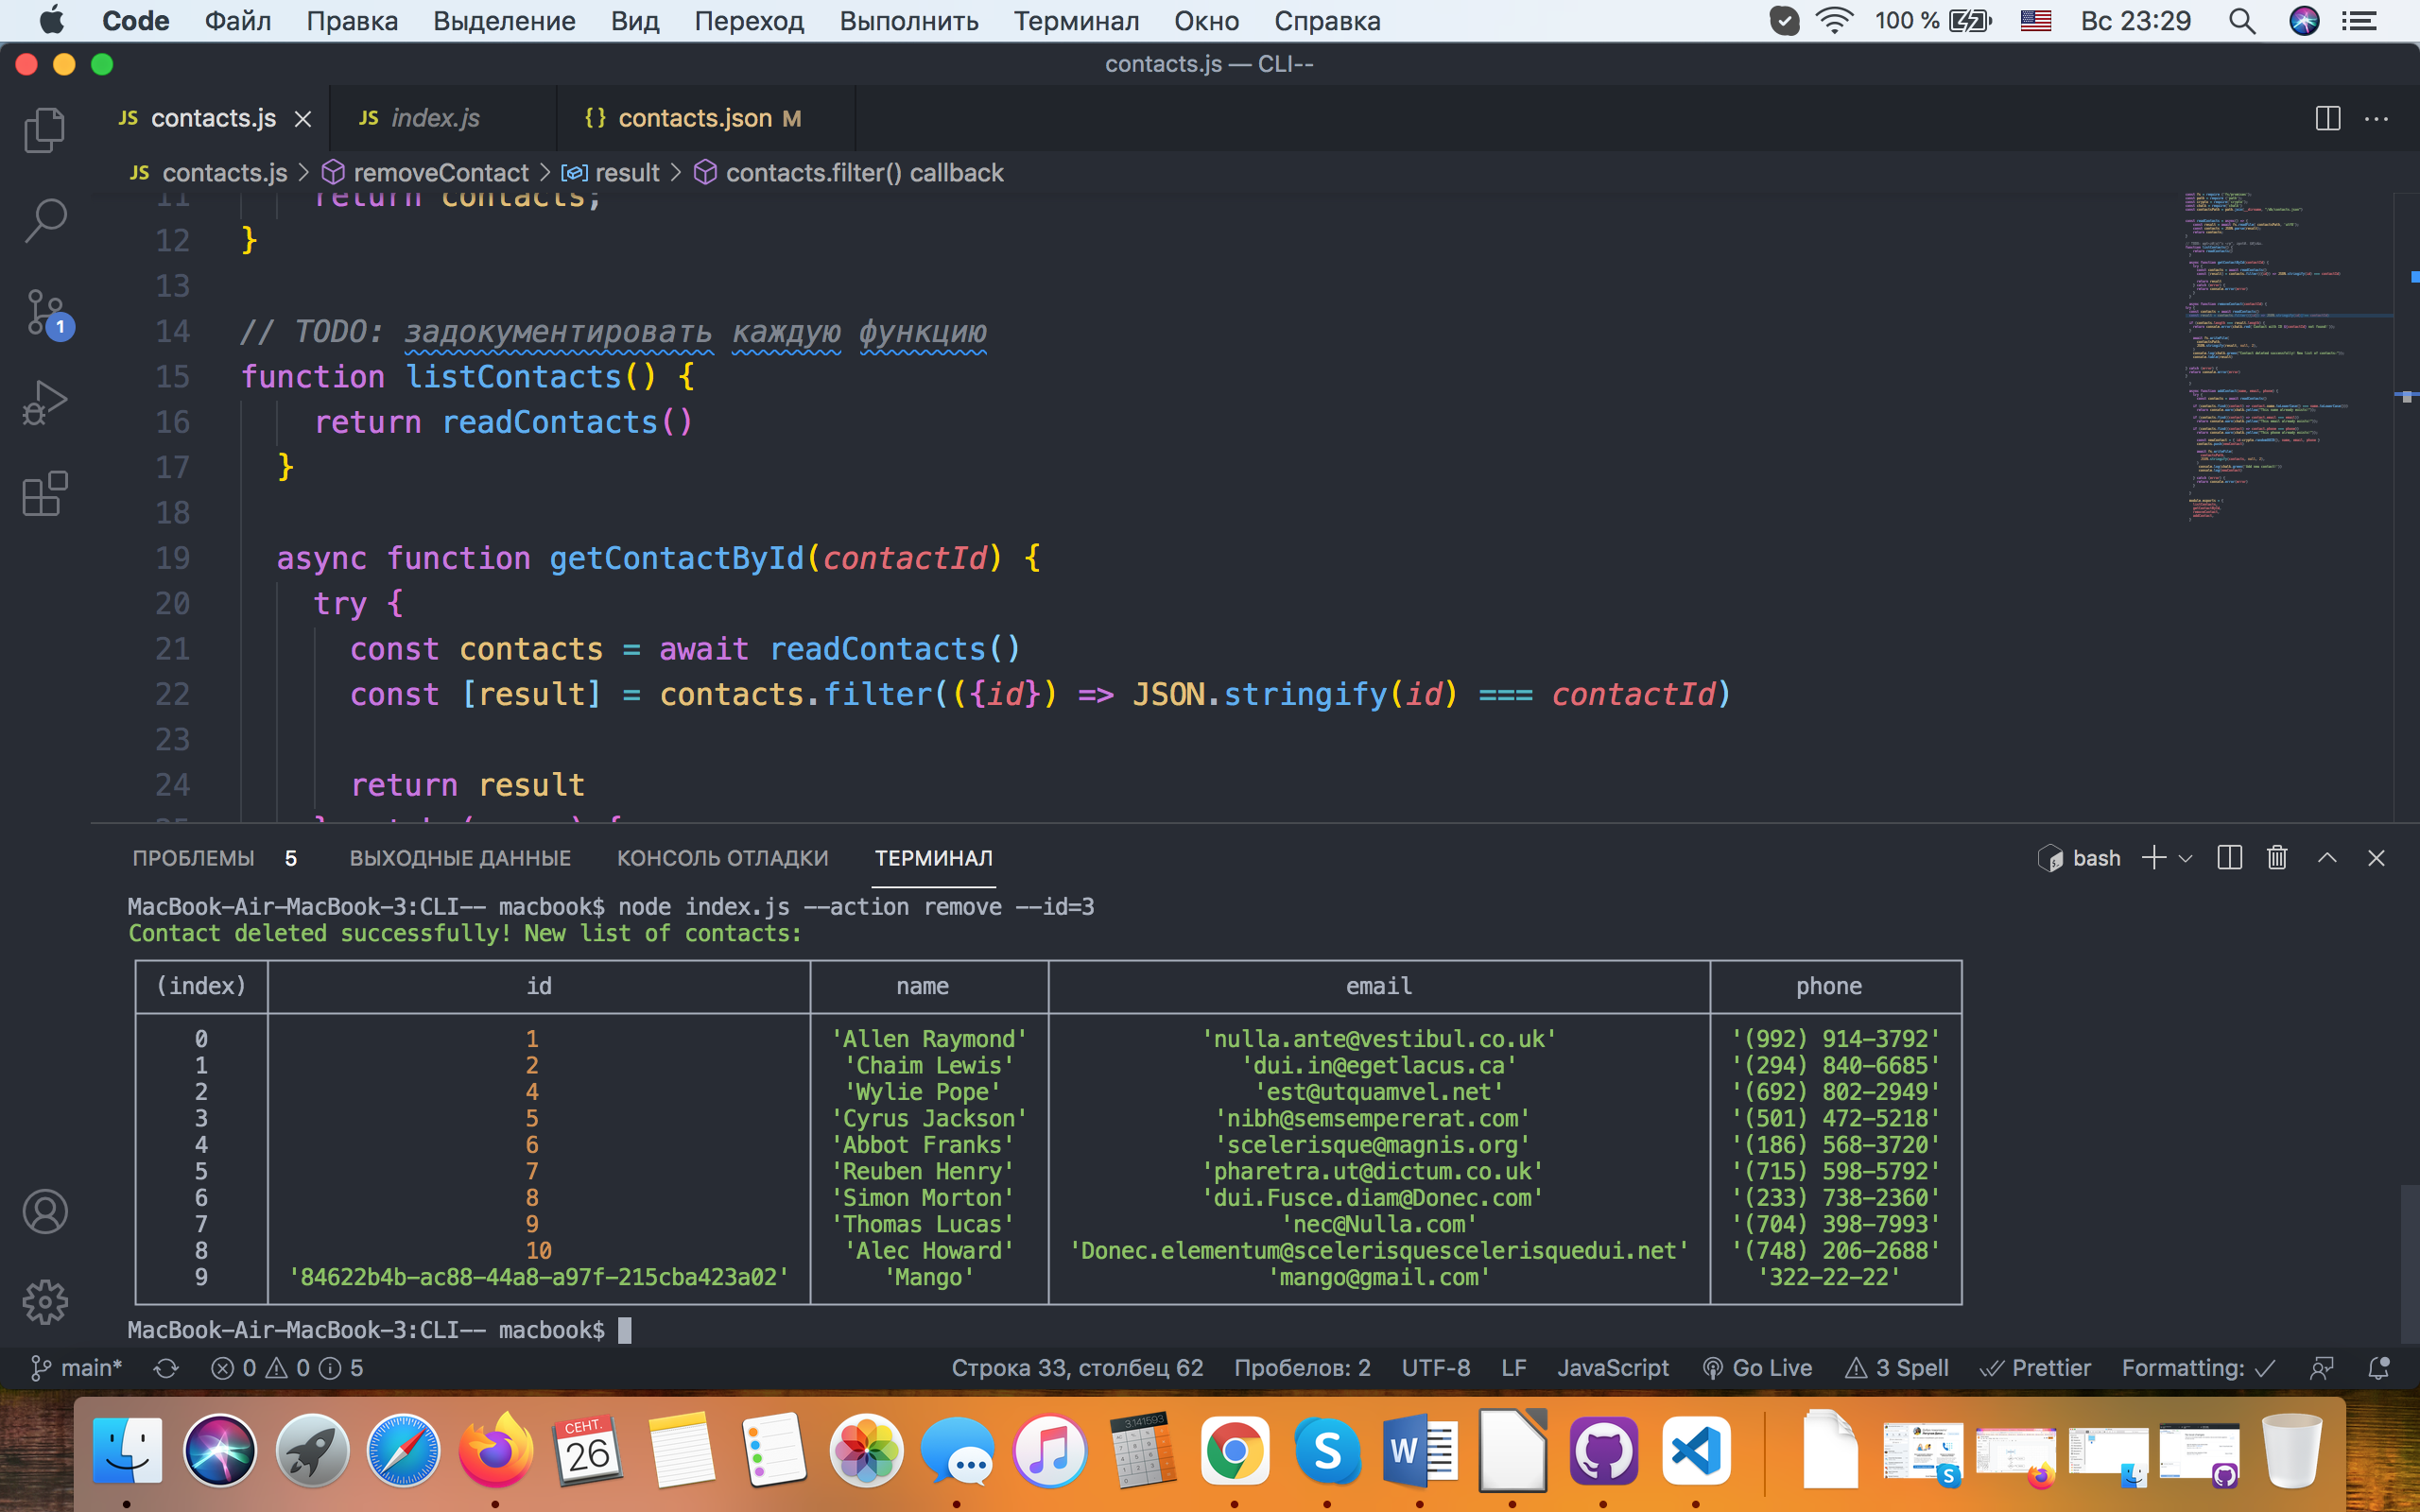 Code Файл Правка Выделение Вид Переход Выполнить Терминал Окно Справка 100 % Вс 23:29
contacts.js — CLI--
JS contacts.js JS index.js {} contacts.json M
JS contacts.js > removeContact > result > contacts.filter() callback
11 return contacts;
12 }
13
14 // TODO: задокументировать каждую функцию
15 function listContacts() {
16 return readContacts()
17 }
18
19 async function getContactById(contactId) {
20 try {
21 const contacts = await readContacts()
22 const [result] = contacts.filter(({id}) => JSON.stringify(id) === contactId)
23
24 return result
1
ПРОБЛЕМЫ 5 ВЫХОДНЫЕ ДАННЫЕ КОНСОЛЬ ОТЛАДКИ ТЕРМИНАЛ bash
MacBook-Air-MacBook-3:CLI-- macbook$ node index.js --action remove --id=3
Contact deleted successfully! New list of contacts:
(index) id name email phone
0 1 'Allen Raymond' 'nulla.ante@vestibul.co.uk' '(992) 914-3792'
1 2 'Chaim Lewis' 'dui.in@egetlacus.ca' '(294) 840-6685'
2 4 'Wylie Pope' 'est@utquamvel.net' '(692) 802-2949'
3 5 'Cyrus Jackson' 'nibh@semsempererat.com' '(501) 472-5218'
4 6 'Abbot Franks' 'scelerisque@magnis.org' '(186) 568-3720'
5 7 'Reuben Henry' 'pharetra.ut@dictum.co.uk' '(715) 598-5792'
6 8 'Simon Morton' 'dui.Fusce.diam@Donec.com' '(233) 738-2360'
7 9 'Thomas Lucas' 'nec@Nulla.com' '(704) 398-7993'
8 10 'Alec Howard' 'Donec.elementum@scelerisquescelerisquedui.net' '(748) 206-2688'
9 '84622b4b-ac88-44a8-a97f-215cba423a02' 'Mango' 'mango@gmail.com' '322-22-22'
MacBook-Air-MacBook-3:CLI-- macbook$
main* 0 0 5 Строка 33, столбец 62 Пробелов: 2 UTF-8 LF JavaScript Go Live 3 Spell Prettier Formatting:
СЕНТ.
26
3.141593
S
W